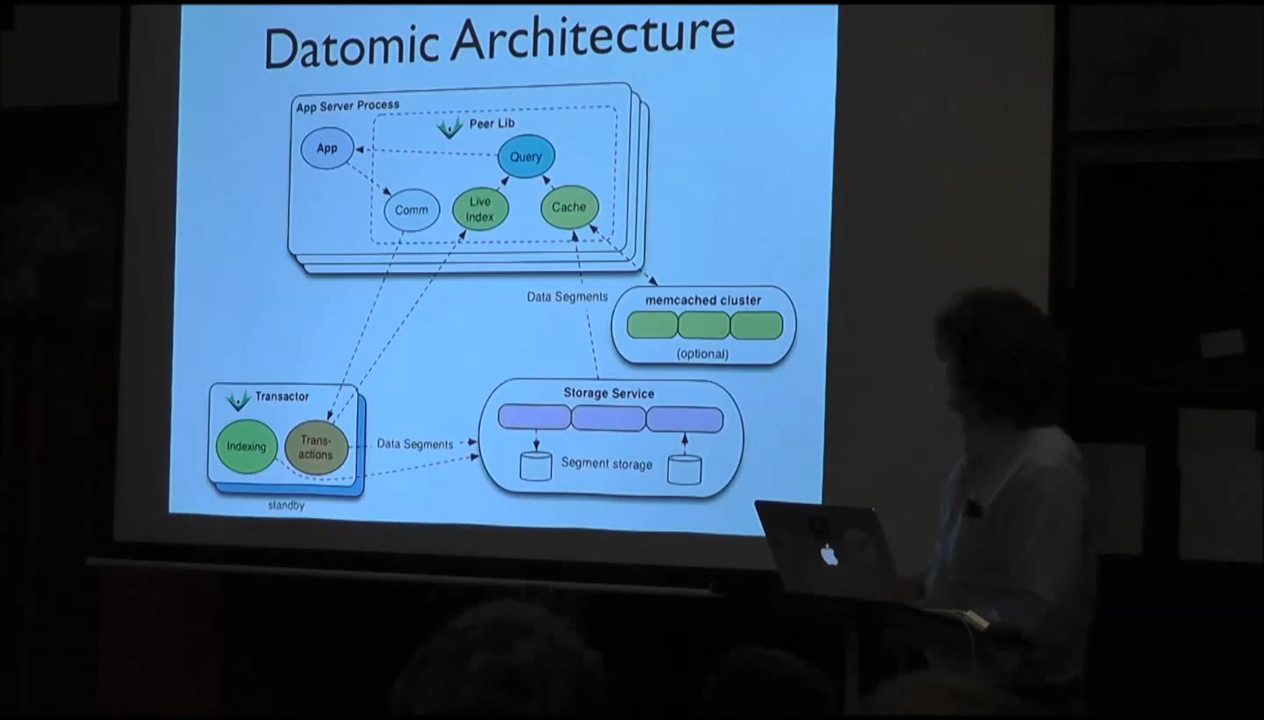 Datomic Architecture
App Server Process
Peer Lib
App
Query
Comm
Live
Index
Cache
Data Segments
memcached cluster
(optional)
Transactor
Indexing
Trans-
actions
standby
Data Segments
Storage Service
Segment storage